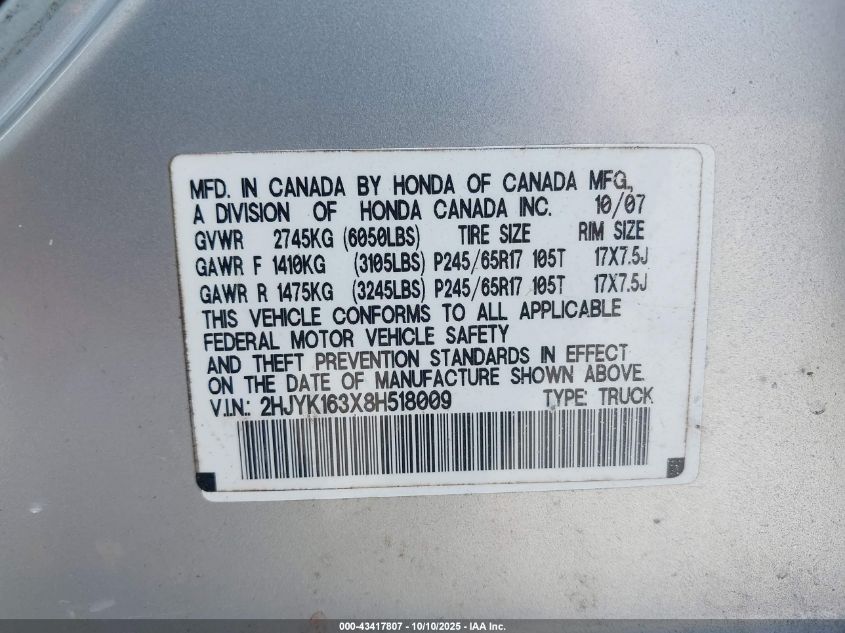 MFD. IN CANADA BY HONDA OF CANADA MFG.,
A DIVISION OF HONDA CANADA INC. 10/07
GVWR 2745KG (6050LBS) TIRE SIZE RIM SIZE
GAWR F 1410KG (3105LBS) P245/65R17 105T 17X7.5J
GAWR R 1475KG (3245LBS) P245/65R17 105T 17X7.5J
THIS VEHICLE CONFORMS TO ALL APPLICABLE
FEDERAL MOTOR VEHICLE SAFETY
AND THEFT PREVENTION STANDARDS IN EFFECT
ON THE DATE OF MANUFACTURE SHOWN ABOVE.
V.I.N.: 2HJYK163X8H518009 TYPE: TRUCK
000-43417807 - 10/10/2025 - IAA Inc.